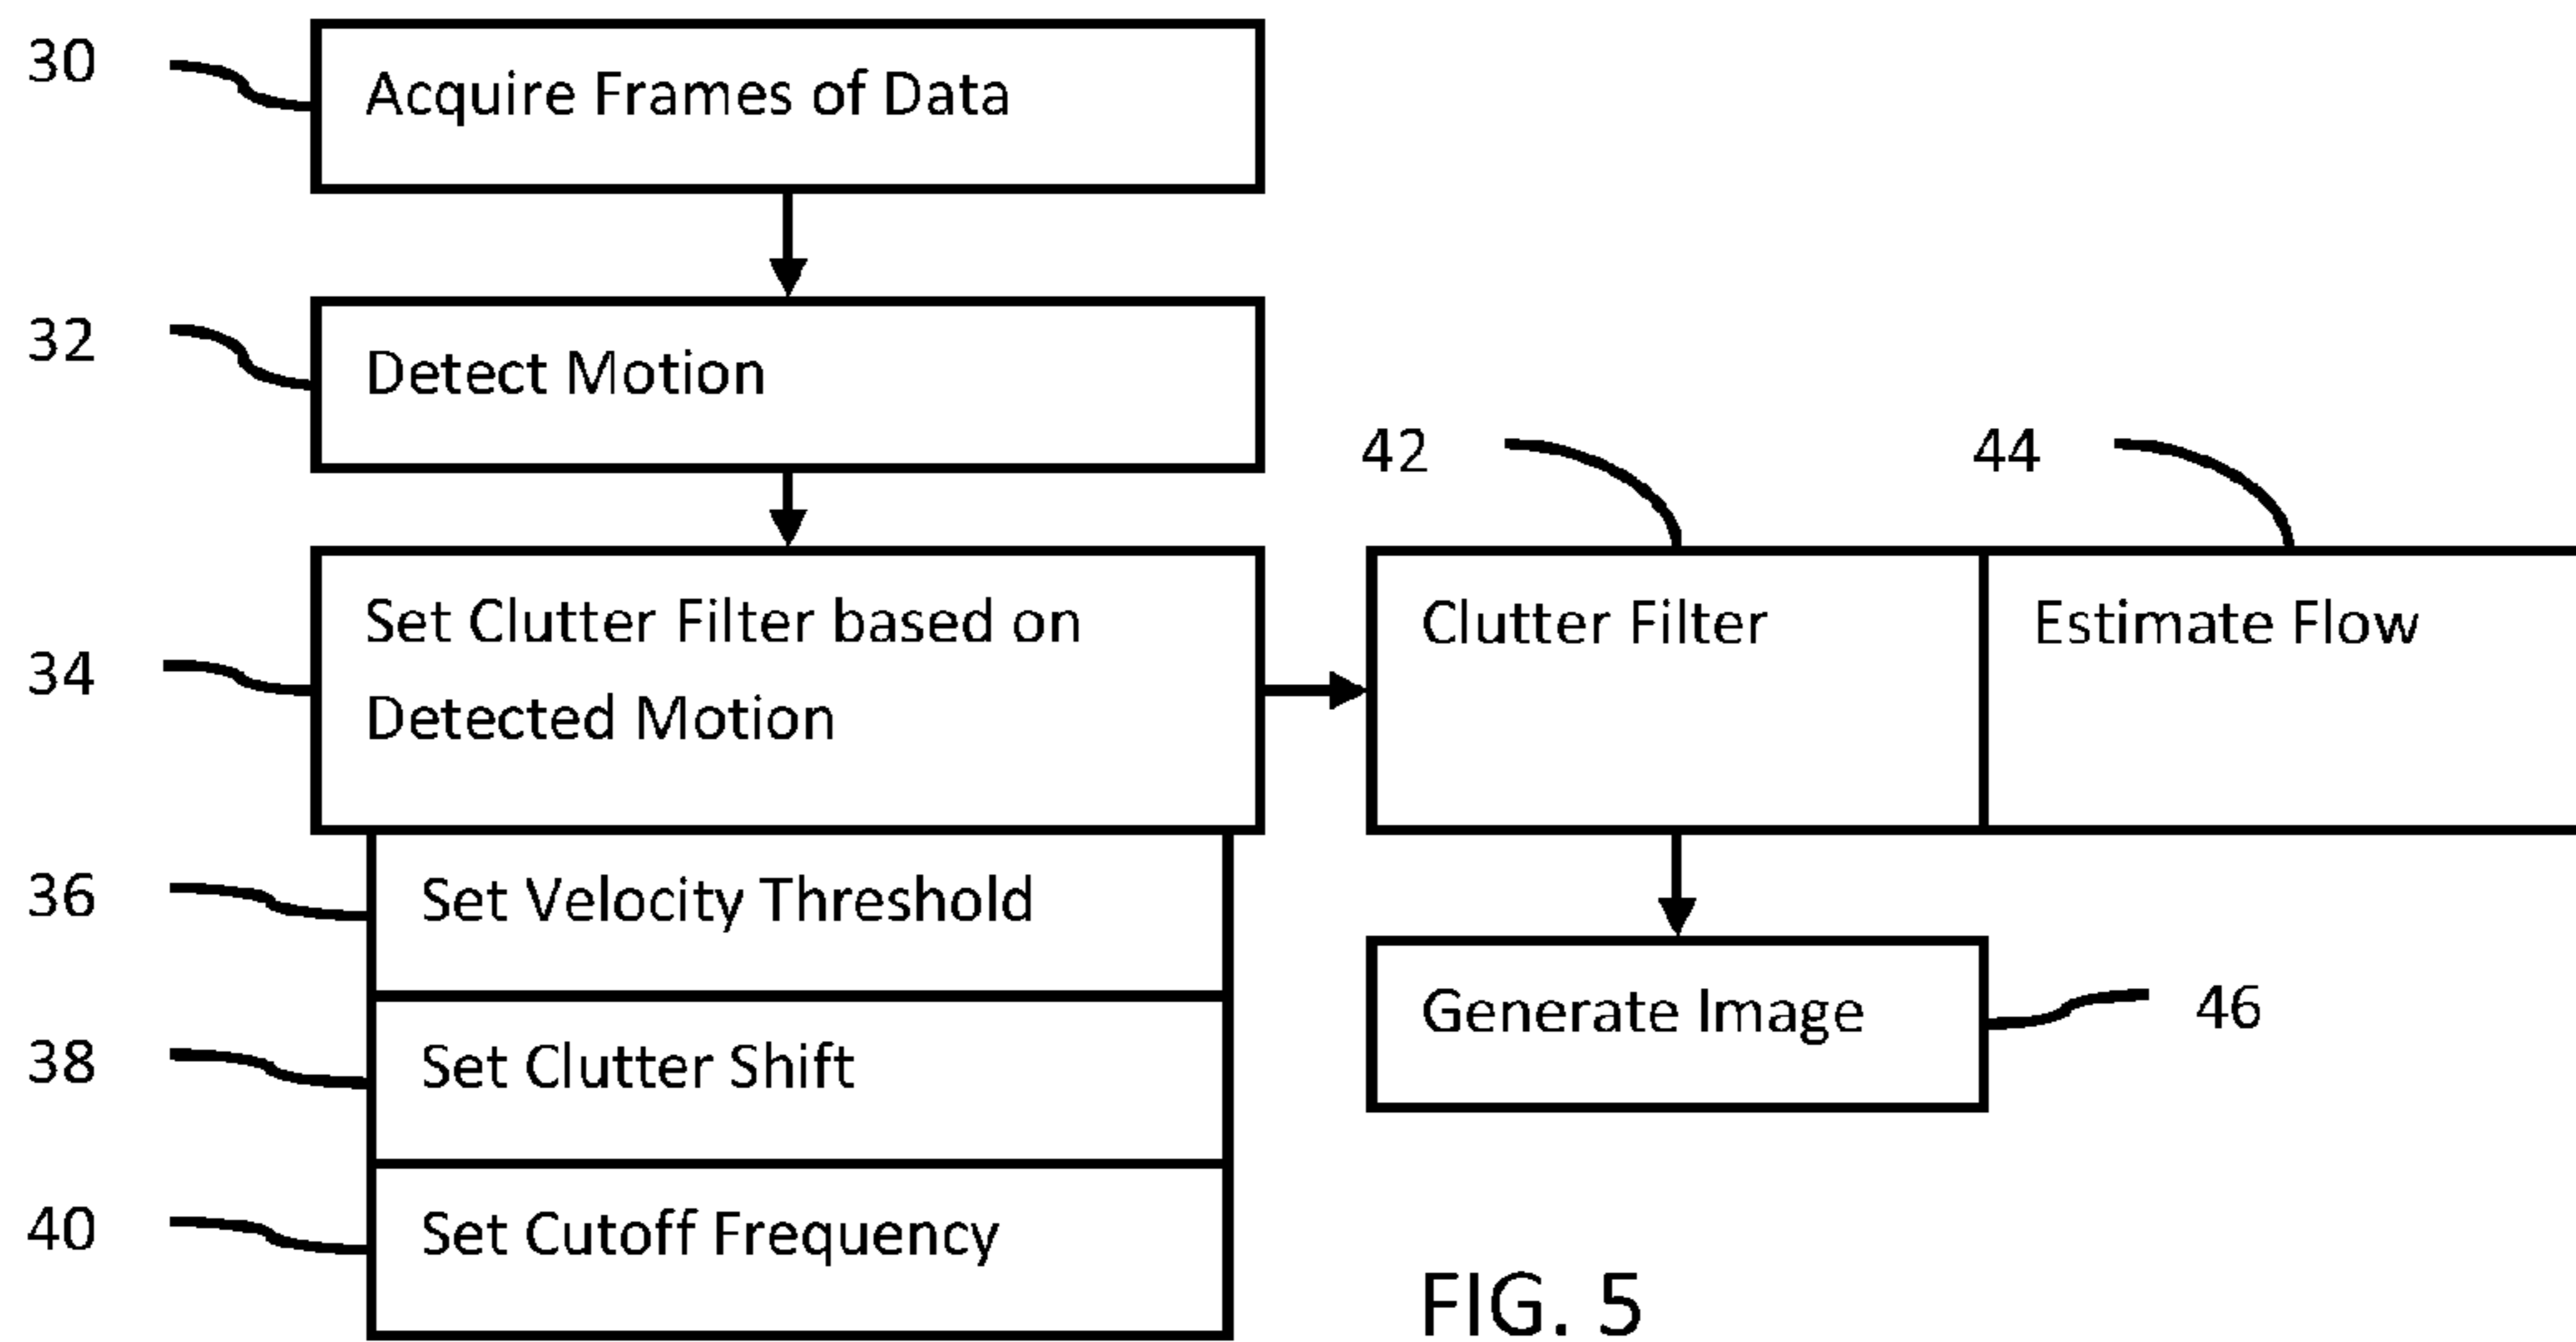 30
Acquire Frames of Data
32
Detect Motion
42
44
34
Set Clutter Filter based on
Detected Motion
Clutter Filter
Estimate Flow
36
Set Velocity Threshold
38
Set Clutter Shift
Generate Image
46
40
Set Cutoff Frequency
FIG. 5